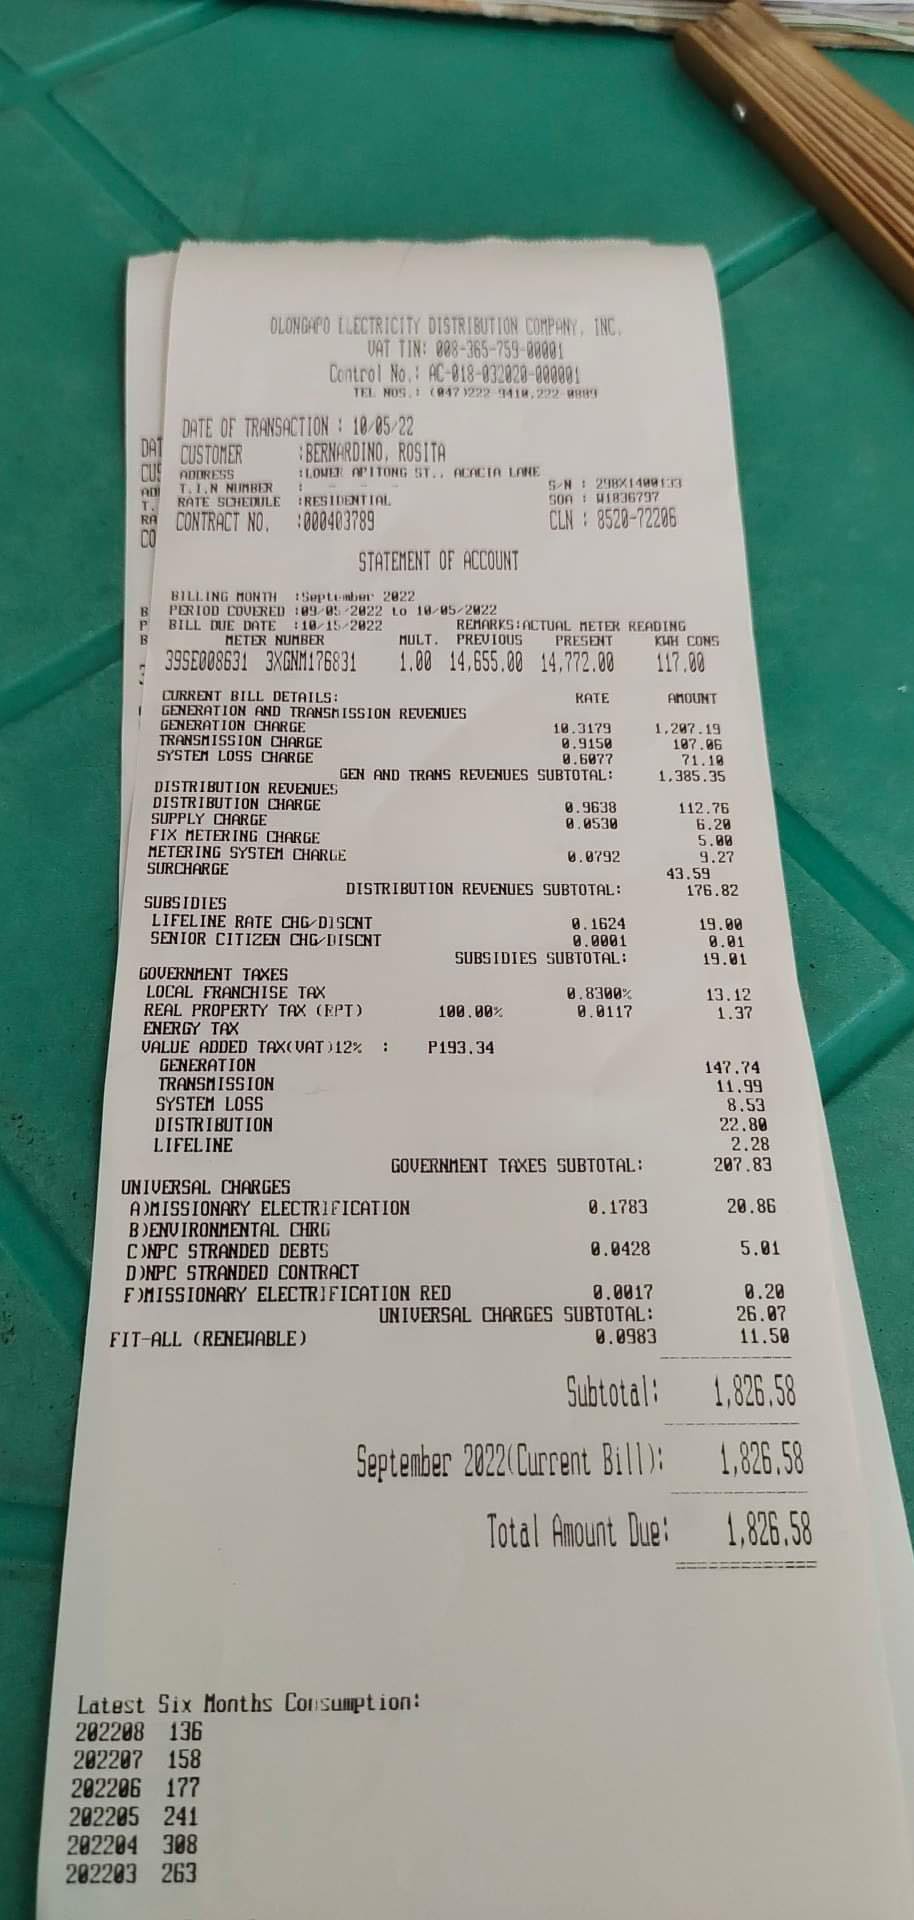 OLONGAPO ELECTRICITY DISTRIBUTION COMPANY, INC.
VAT TIN: 008-365-759-00001
Control No.: AC-018-032020-000001
TEL NOS.: (047)222-9410,222-0809
DATE OF TRANSACTION : 10/05/22
CUSTOMER :BERNARDINO, ROSITA
ADDRESS :LOWER APITONG ST., ACACIA LANE
T.I.N NUMBER : - - - S/N : 298X1400133
RATE SCHEDULE :RESIDENTIAL SOA : W1836797
CONTRACT NO. :000403789 CLN : 8520-72206
STATEMENT OF ACCOUNT
BILLING MONTH :September 2022
PERIOD COVERED :09/05/2022 to 10/05/2022
BILL DUE DATE :10/15/2022 REMARKS:ACTUAL METER READING
METER NUMBER MULT. PREVIOUS PRESENT KWH CONS
39SE008631 3XGNM176831 1.00 14,655.00 14,772.00 117.00
CURRENT BILL DETAILS: RATE AMOUNT
GENERATION AND TRANSMISSION REVENUES
GENERATION CHARGE 10.3179 1,207.19
TRANSMISSION CHARGE 0.9150 107.06
SYSTEM LOSS CHARGE 0.6077 71.10
GEN AND TRANS REVENUES SUBTOTAL: 1,385.35
DISTRIBUTION REVENUES
DISTRIBUTION CHARGE 0.9638 112.76
SUPPLY CHARGE 0.0530 6.20
FIX METERING CHARGE 5.00
METERING SYSTEM CHARGE 0.0792 9.27
SURCHARGE 43.59
DISTRIBUTION REVENUES SUBTOTAL: 176.82
SUBSIDIES
LIFELINE RATE CHG/DISCNT 0.1624 19.00
SENIOR CITIZEN CHG/DISCNT 0.0001 0.01
SUBSIDIES SUBTOTAL: 19.01
GOVERNMENT TAXES
LOCAL FRANCHISE TAX 0.8300% 13.12
REAL PROPERTY TAX (RPT) 100.00% 0.0117 1.37
ENERGY TAX
VALUE ADDED TAX(VAT)12% : P193.34
GENERATION 147.74
TRANSMISSION 11.99
SYSTEM LOSS 8.53
DISTRIBUTION 22.80
LIFELINE 2.28
GOVERNMENT TAXES SUBTOTAL: 207.83
UNIVERSAL CHARGES
A)MISSIONARY ELECTRIFICATION 0.1783 20.86
B)ENVIRONMENTAL CHRG
C)NPC STRANDED DEBTS 0.0428 5.01
D)NPC STRANDED CONTRACT
F)MISSIONARY ELECTRIFICATION RED 0.0017 0.20
UNIVERSAL CHARGES SUBTOTAL: 26.07
FIT-ALL (RENEWABLE) 0.0983 11.50
Subtotal: 1,826.58
September 2022(Current Bill): 1,826.58
Total Amount Due: 1,826.58
Latest Six Months Consumption:
202208 136
202207 158
202206 177
202205 241
202204 308
202203 263